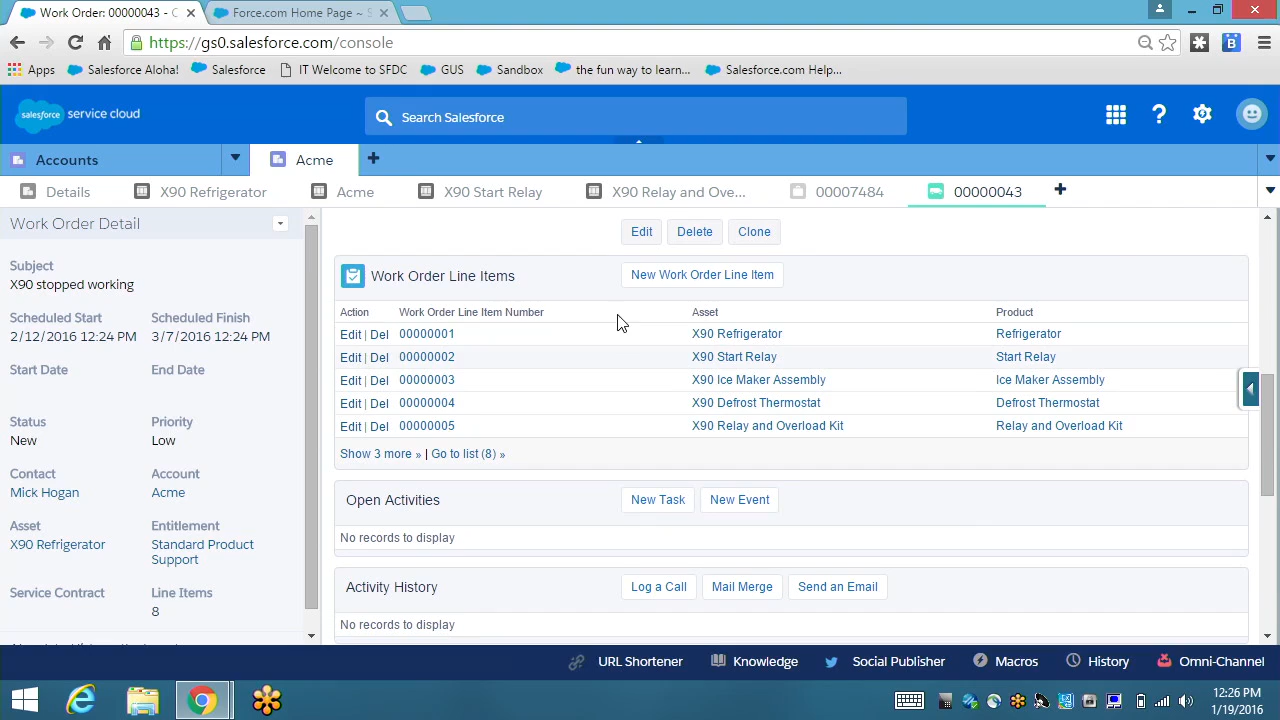 Work Order: 00000043 - C
Force.com Home Page ~ S
https://gs0.salesforce.com/console
Apps Salesforce Aloha! Salesforce IT Welcome to SFDC GUS Sandbox the fun way to learn... Salesforce.com Help...
salesforce service cloud
Search Salesforce
Accounts Acme
Details X90 Refrigerator Acme X90 Start Relay X90 Relay and Ove... 00007484 00000043
Work Order Detail
Subject
X90 stopped working
Scheduled Start Scheduled Finish
2/12/2016 12:24 PM 3/7/2016 12:24 PM
Start Date End Date
Status Priority
New Low
Contact Account
Mick Hogan Acme
Asset Entitlement
X90 Refrigerator Standard Product
Support
Service Contract Line Items
8
Edit Delete Clone
Work Order Line Items New Work Order Line Item
Action Work Order Line Item Number Asset Product
Edit | Del 00000001 X90 Refrigerator Refrigerator
Edit | Del 00000002 X90 Start Relay Start Relay
Edit | Del 00000003 X90 Ice Maker Assembly Ice Maker Assembly
Edit | Del 00000004 X90 Defrost Thermostat Defrost Thermostat
Edit | Del 00000005 X90 Relay and Overload Kit Relay and Overload Kit
Show 3 more » | Go to list (8) »
Open Activities New Task New Event
No records to display
Activity History Log a Call Mail Merge Send an Email
No records to display
URL Shortener Knowledge Social Publisher Macros History Omni-Channel
12:26 PM
1/19/2016